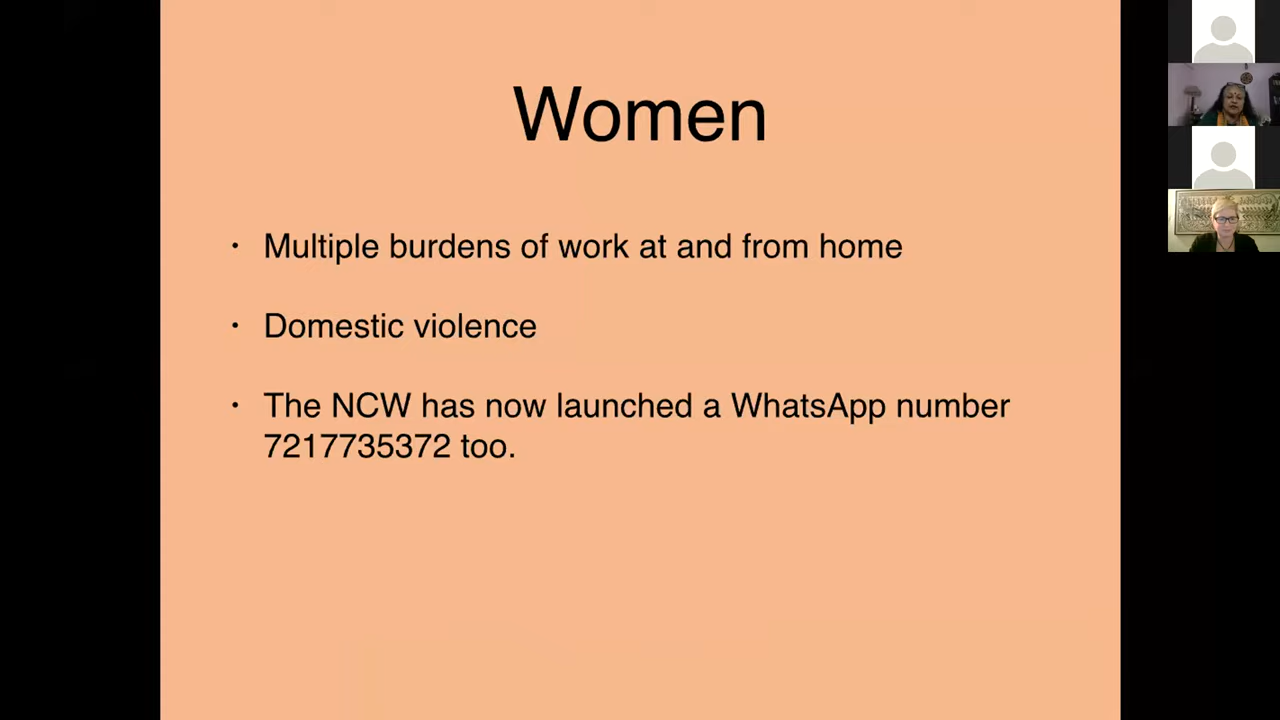 Women
• Multiple burdens of work at and from home
• Domestic violence
• The NCW has now launched a WhatsApp number
7217735372 too.